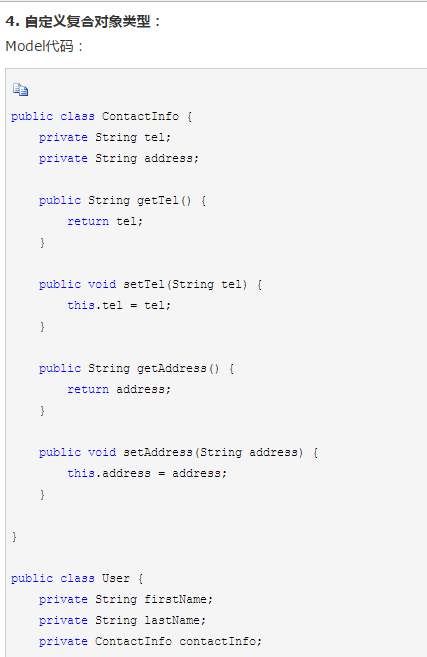 4. 自定义复合对象类型：
Model代码：
public class ContactInfo {
    private String tel;
    private String address;

    public String getTel() {
        return tel;
    }

    public void setTel(String tel) {
        this.tel = tel;
    }

    public String getAddress() {
        return address;
    }

    public void setAddress(String address) {
        this.address = address;
    }

}

public class User {
    private String firstName;
    private String lastName;
    private ContactInfo contactInfo;